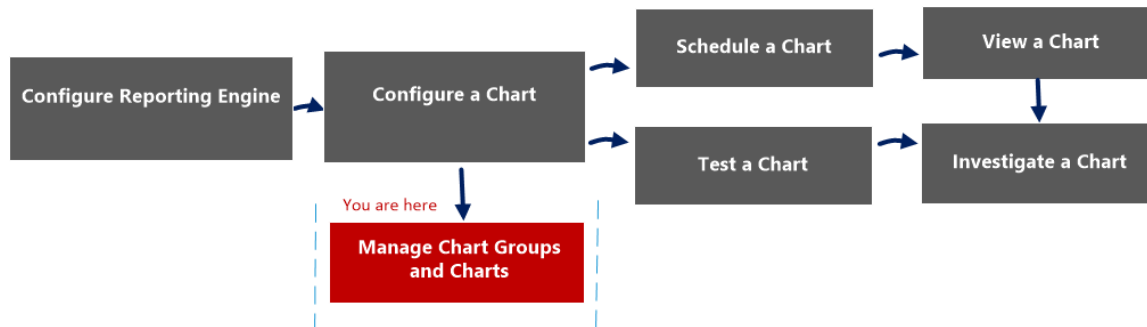 Configure Reporting Engine
Configure a Chart
Schedule a Chart
View a Chart
Test a Chart
Investigate a Chart
You are here
Manage Chart Groups
and Charts